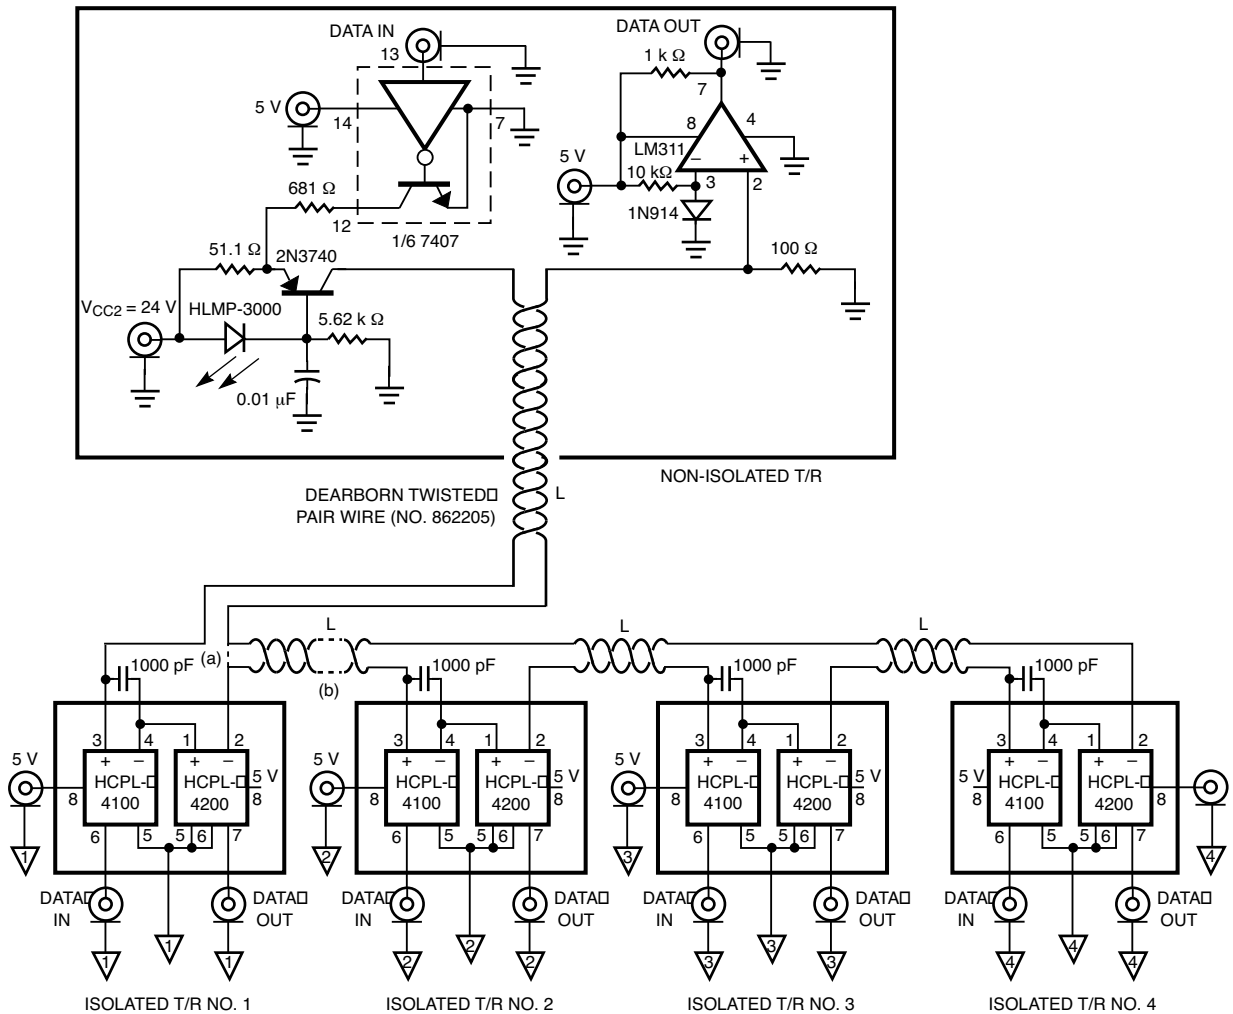 DATA IN
13
5 V
14
7
681 Ω
12
1/6 7407
DATA OUT
1 k Ω
7
8
4
LM311
–
+
5 V
10 kΩ
3
2
1N914
100 Ω
51.1 Ω
2N3740
VCC2 = 24 V
HLMP-3000
5.62 k Ω
0.01 μF
NON-ISOLATED T/R
DEARBORN TWISTED□
PAIR WIRE (NO. 862205)
L
L
L
L
(a)
(b)
1000 pF
1000 pF
1000 pF
1000 pF
3 4 1 2
+ – + –
5 V
HCPL-□
4100
HCPL-□
4200
5 V
8
8
6 5 5 6 7
1
DATA□
IN
DATA□
OUT
1 1 1
ISOLATED T/R NO. 1
3 4 1 2
+ – + –
5 V
HCPL-□
4100
HCPL-□
4200
5 V
8
8
6 5 5 6 7
2
DATA□
IN
DATA□
OUT
2 2 2
ISOLATED T/R NO. 2
3 4 1 2
+ – + –
5 V
HCPL-□
4100
HCPL-□
4200
5 V
8
8
6 5 5 6 7
3
DATA□
IN
DATA□
OUT
3 3 3
ISOLATED T/R NO. 3
3 4 1 2
+ – + –
5 V
HCPL-□
4100
HCPL-□
4200
8
8
6 5 5 6 7
4
DATA□
IN
DATA□
OUT
4 4 4
ISOLATED T/R NO. 4